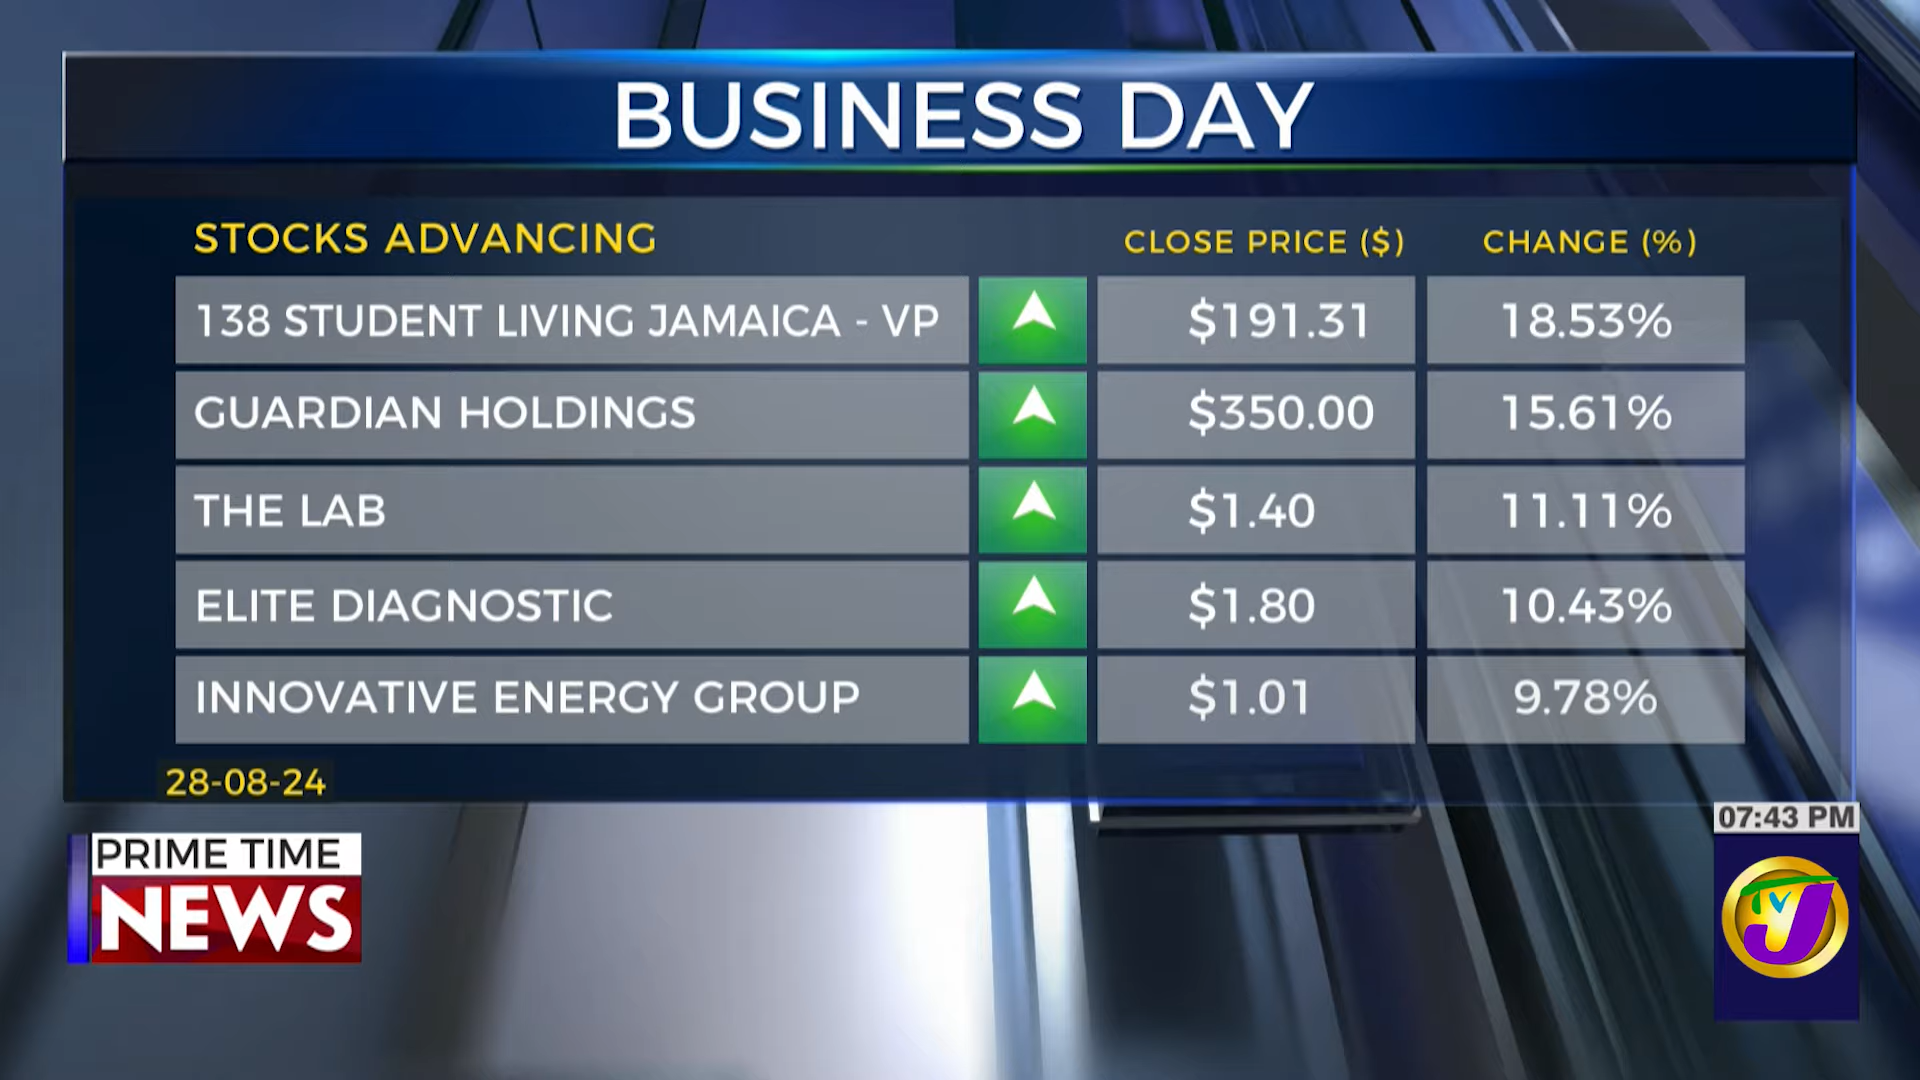 BUSINESS DAY
STOCKS ADVANCING CLOSE PRICE ($) CHANGE (%)
138 STUDENT LIVING JAMAICA - VP $191.31 18.53%
GUARDIAN HOLDINGS $350.00 15.61%
THE LAB $1.40 11.11%
ELITE DIAGNOSTIC $1.80 10.43%
INNOVATIVE ENERGY GROUP $1.01 9.78%
28-08-24
07:43 PM
PRIME TIME
NEWS
TVJ